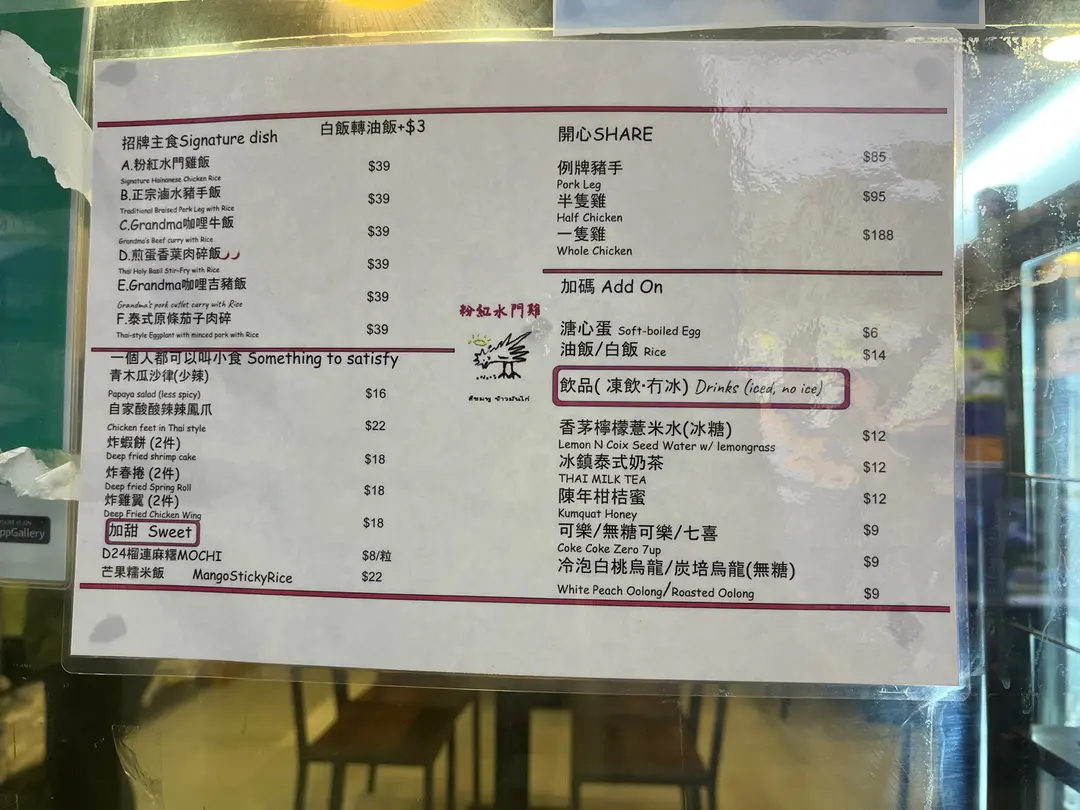 招牌主食Signature dish 白飯轉油飯+$3
A.粉紅水門雞飯 $39
Signature Hainanese Chicken Rice
B.正宗滷水豬手飯 $39
Traditional Braised Pork Leg with Rice
C.Grandma咖哩牛飯 $39
Grandma's Beef curry with Rice
D.煎蛋香葉肉碎飯 $39
Thai Holy Basil Stir-Fry with Rice
E.Grandma咖哩吉豬飯 $39
Grandma's pork cutlet curry with Rice
F.泰式原條茄子肉碎 $39
Thai-style Eggplant with minced pork with Rice
一個人都可以叫小食 Something to satisfy
青木瓜沙律(少辣)
Papaya salad (less spicy) $16
自家酸酸辣辣鳳爪
Chicken feet in Thai style $22
炸蝦餅 (2件)
Deep fried shrimp cake $18
炸春捲 (2件)
Deep fried Spring Roll $18
炸雞翼 (2件)
Deep Fried Chicken Wing $18
加甜 Sweet
D24榴連麻糬MOCHI $8/粒
芒果糯米飯 MangoStickyRice $22
粉紅水門雞
開心SHARE
例牌豬手 $85
Pork Leg
半隻雞 $95
Half Chicken
一隻雞 $188
Whole Chicken
加碼 Add On
溏心蛋 Soft-boiled Egg $6
油飯/白飯 Rice $14
飲品( 凍飲·冇冰) Drinks (iced, no ice)
香茅檸檬薏米水(冰糖) $12
Lemon N Coix Seed Water w/ lemongrass
冰鎮泰式奶茶 $12
THAI MILK TEA
陳年柑桔蜜 $12
Kumquat Honey
可樂/無糖可樂/七喜 $9
Coke Coke Zero 7up
冷泡白桃烏龍/炭培烏龍(無糖) $9
White Peach Oolong/Roasted Oolong $9
ppGallery